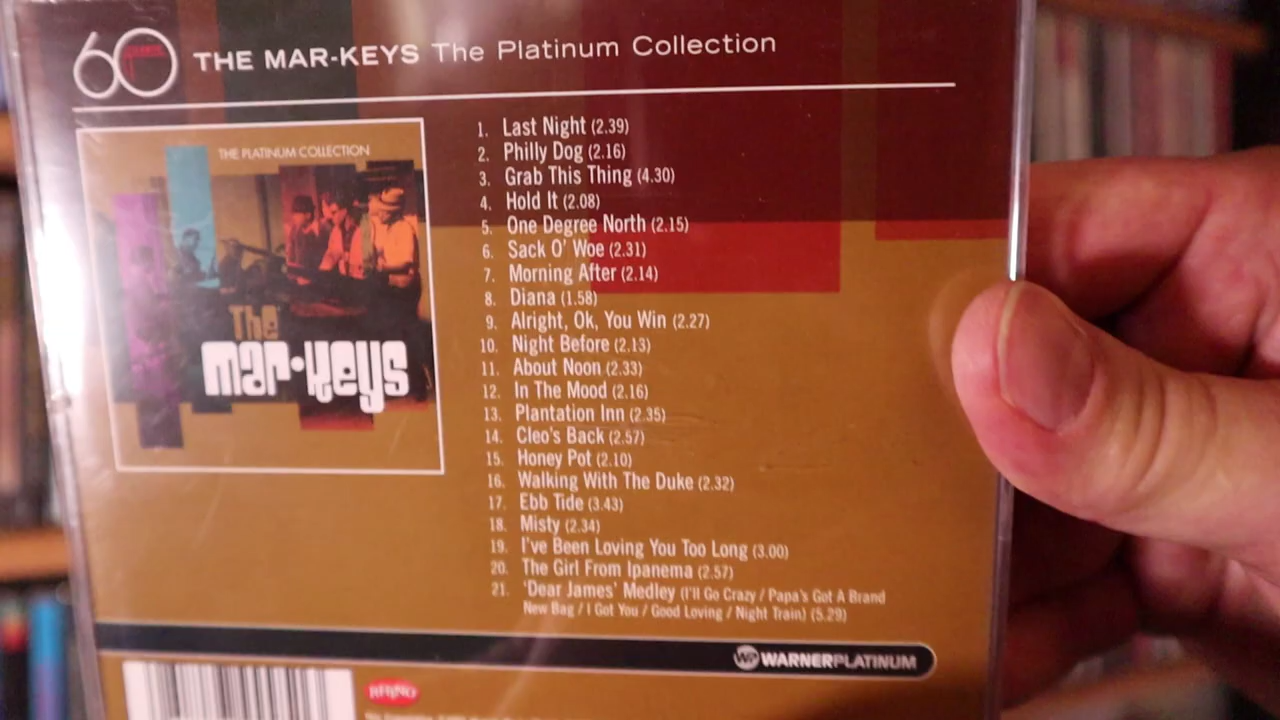 60 THE MAR-KEYS The Platinum Collection
THE PLATINUM COLLECTION
The
mar·keys
1. Last Night (2.39)
2. Philly Dog (2.16)
3. Grab This Thing (4.30)
4. Hold It (2.08)
5. One Degree North (2.15)
6. Sack O' Woe (2.31)
7. Morning After (2.14)
8. Diana (1.58)
9. Alright, Ok, You Win (2.27)
10. Night Before (2.13)
11. About Noon (2.33)
12. In The Mood (2.16)
13. Plantation Inn (2.35)
14. Cleo's Back (2.57)
15. Honey Pot (2.10)
16. Walking With The Duke (2.32)
17. Ebb Tide (3.43)
18. Misty (2.34)
19. I've Been Loving You Too Long (3.00)
20. The Girl From Ipanema (2.57)
21. 'Dear James' Medley (I'll Go Crazy / Papa's Got A Brand
New Bag / I Got You / Good Loving / Night Train) (5.29)
WP WARNERPLATINUM
RHINO